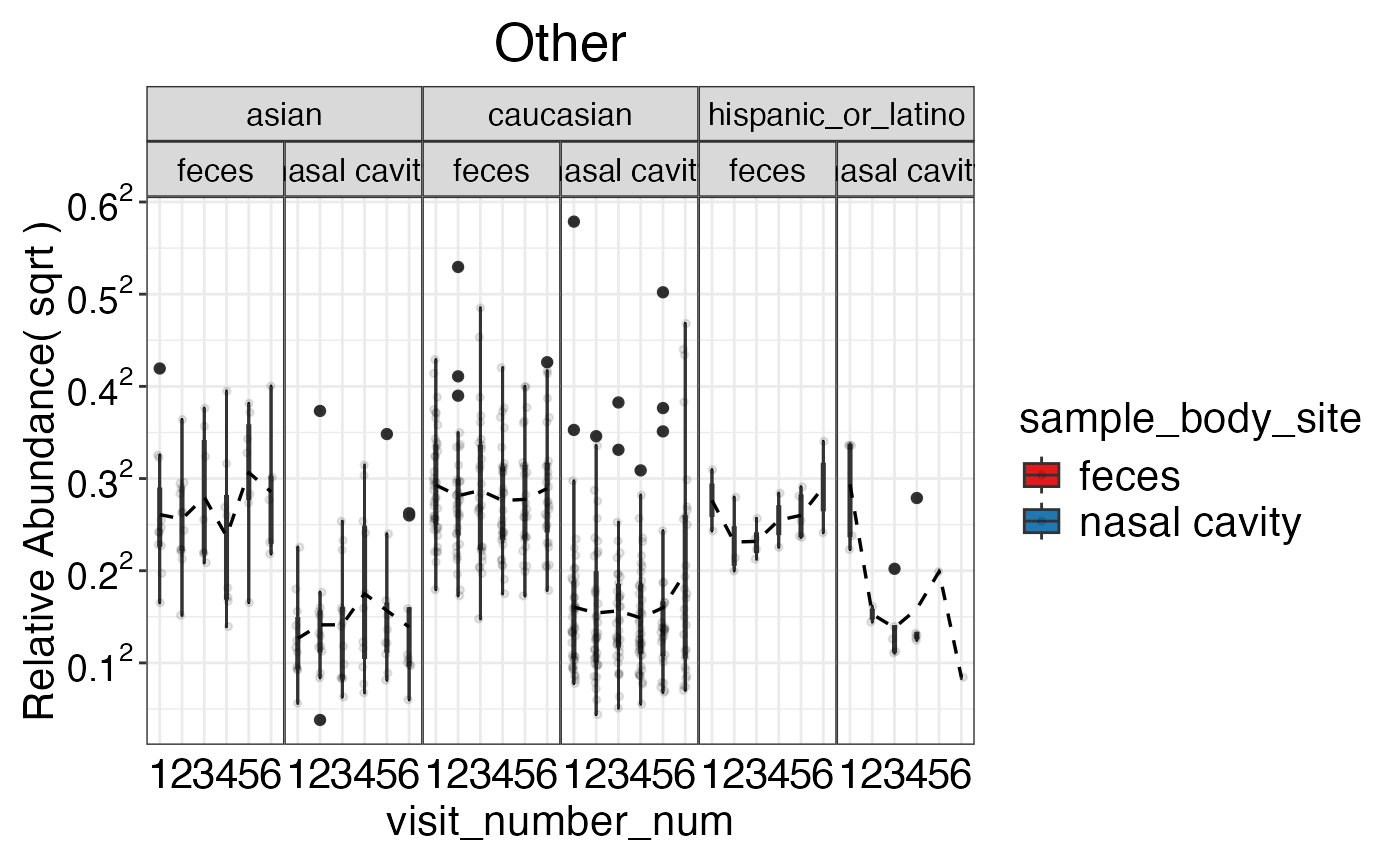 Other
asian caucasian hispanic_or_latino
feces asal cavit feces asal cavit feces asal cavit
0.6²
0.5²
0.4²
0.3²
0.2²
0.1²
Relative Abundance( sqrt )
123456 123456 123456 123456 123456 123456
visit_number_num
sample_body_site
feces
nasal cavity